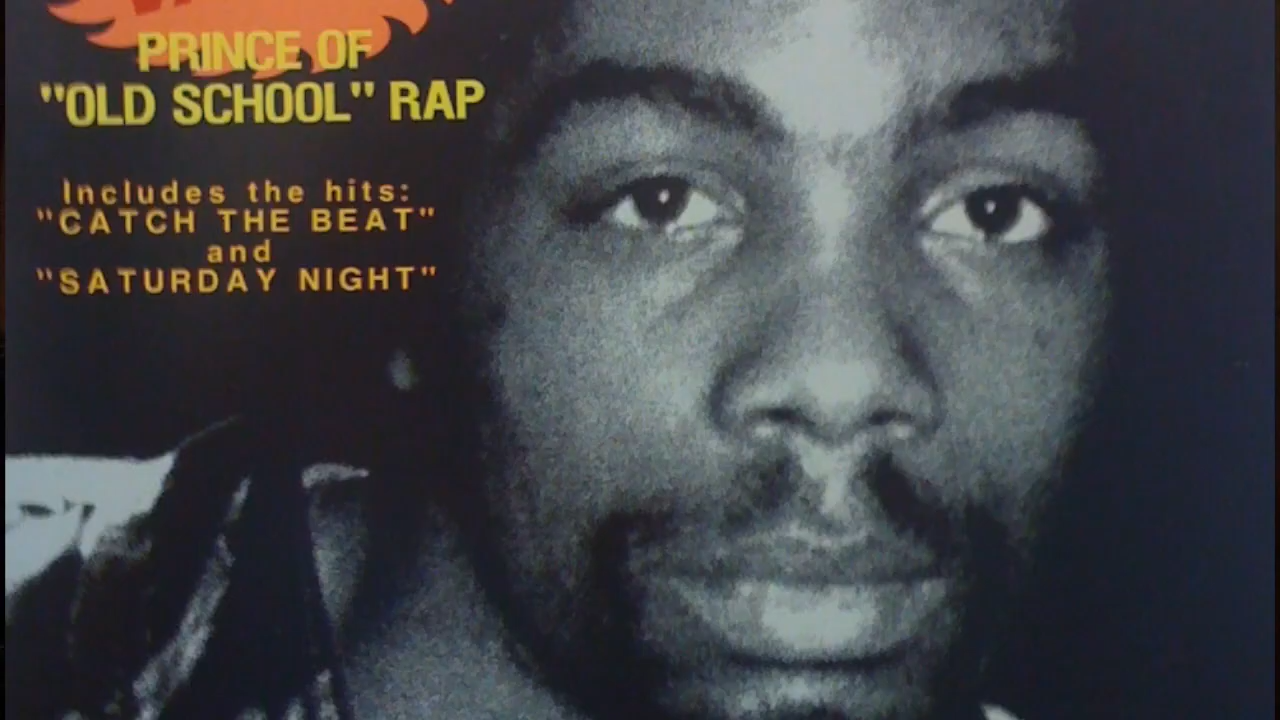 PRINCE OF
"OLD SCHOOL" RAP
Includes the hits:
"CATCH THE BEAT"
and
"SATURDAY NIGHT"